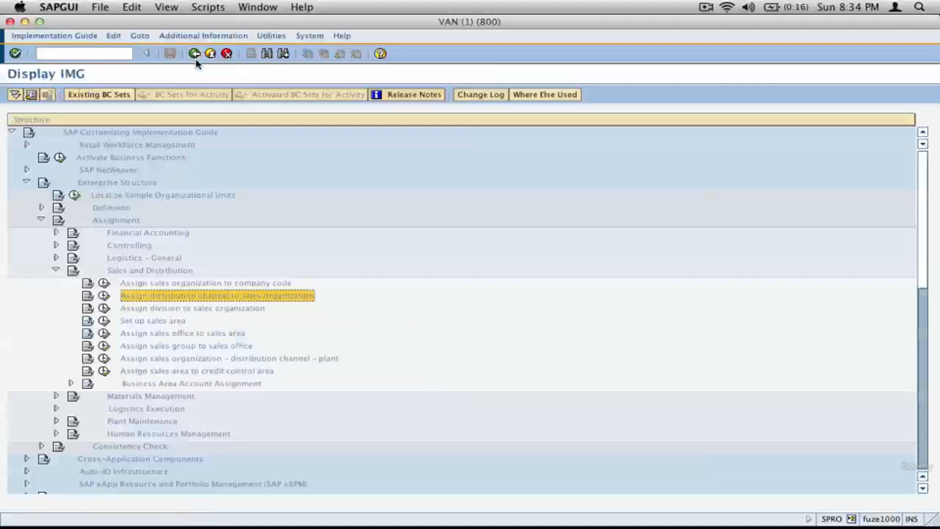 SAPGUI File Edit View Scripts Window Help (0:16) Sun 8:34 PM
VAN (1) (800)
Implementation Guide Edit Goto Additional Information Utilities System Help
Display IMG
Existing BC Sets BC Sets for Activity Activated BC Sets for Activity Release Notes Change Log Where Else Used
Structure
SAP Customizing Implementation Guide
Retail Workforce Management
Activate Business Functions
SAP NetWeaver
Enterprise Structure
Localize Sample Organizational Units
Definition
Assignment
Financial Accounting
Controlling
Logistics - General
Sales and Distribution
Assign sales organization to company code
Assign distribution channel to sales organization
Assign division to sales organization
Set up sales area
Assign sales office to sales area
Assign sales group to sales office
Assign sales organization - distribution channel - plant
Assign sales area to credit control area
Business Area Account Assignment
Materials Management
Logistics Execution
Plant Maintenance
Human Resources Management
Consistency Check
Cross-Application Components
Auto-ID Infrastructure
SAP xApp Resource and Portfolio Management (SAP xRPM)
Udemy
SPRO fuze1000 INS